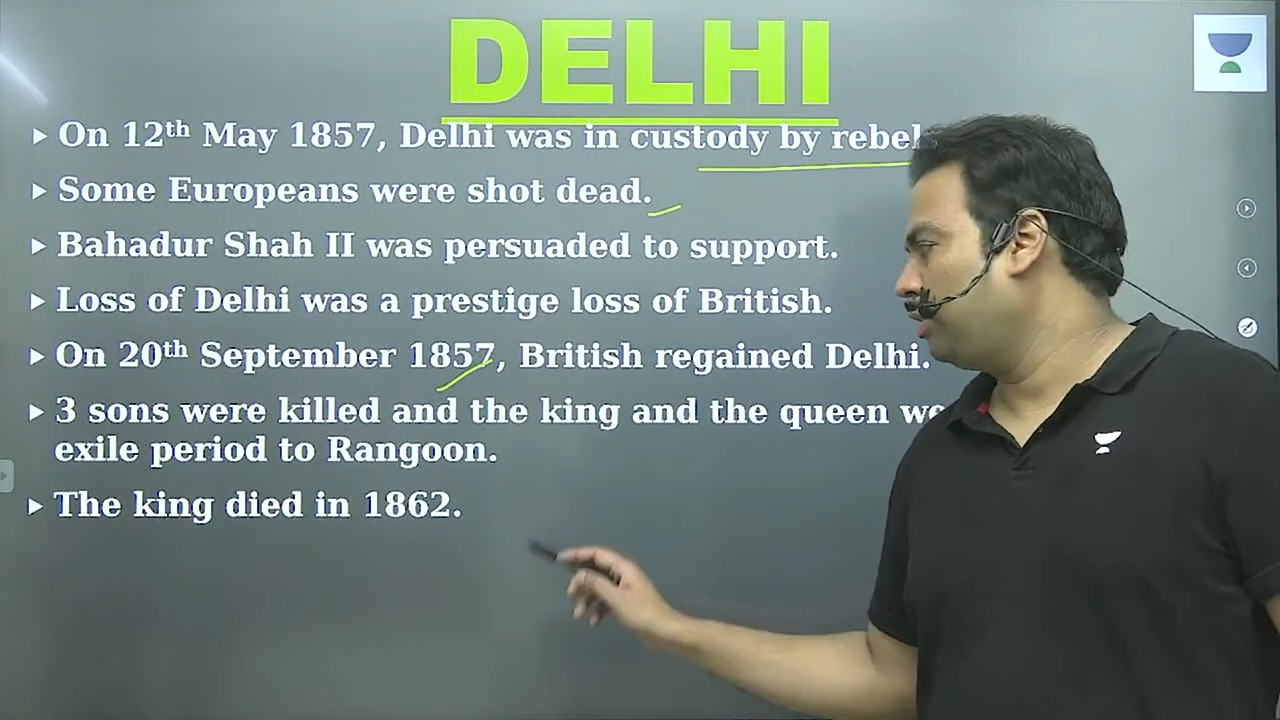 DELHI
On 12th May 1857, Delhi was in custody by rebel
Some Europeans were shot dead.
Bahadur Shah II was persuaded to support.
Loss of Delhi was a prestige loss of British.
On 20th September 1857, British regained Delhi.
3 sons were killed and the king and the queen
exile period to Rangoon.
The king died in 1862.